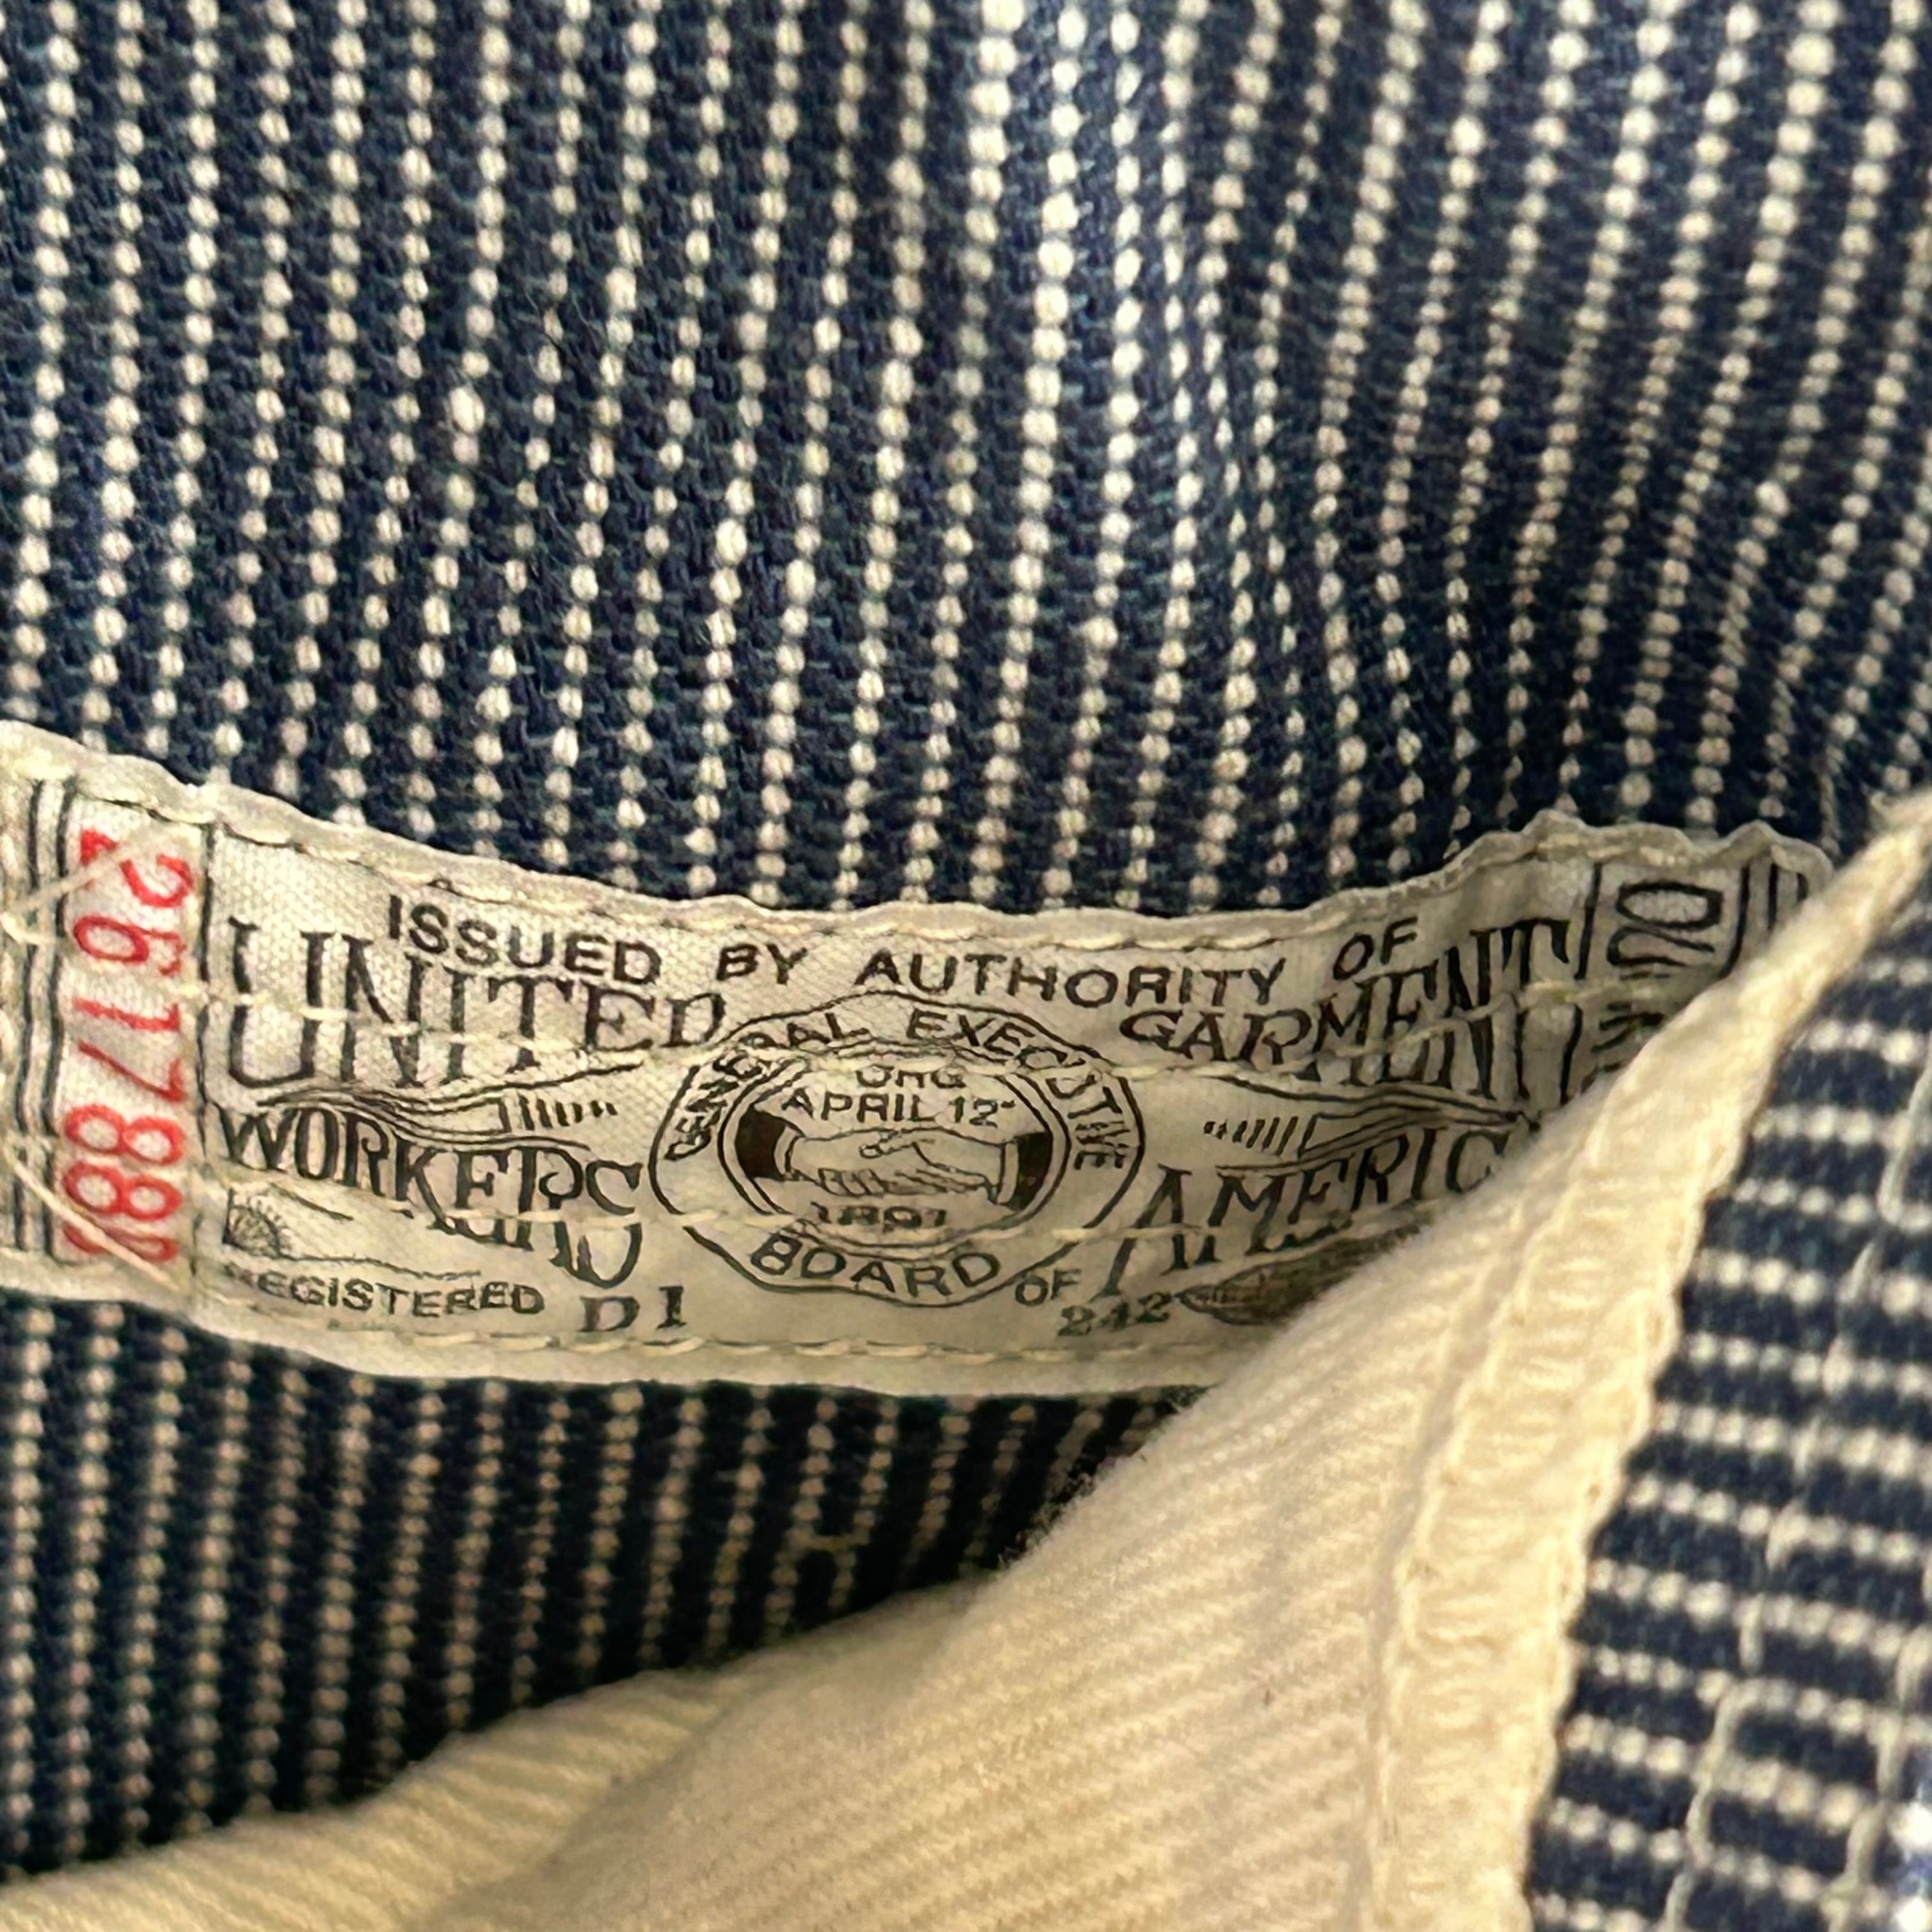 261788
ISSUED BY AUTHORITY OF
UNITED GARMENT
WORKERS OF AMERIC
GENERAL EXECUTIVE
ORG
APRIL 12
1891
BOARD
REGISTERED D1
242